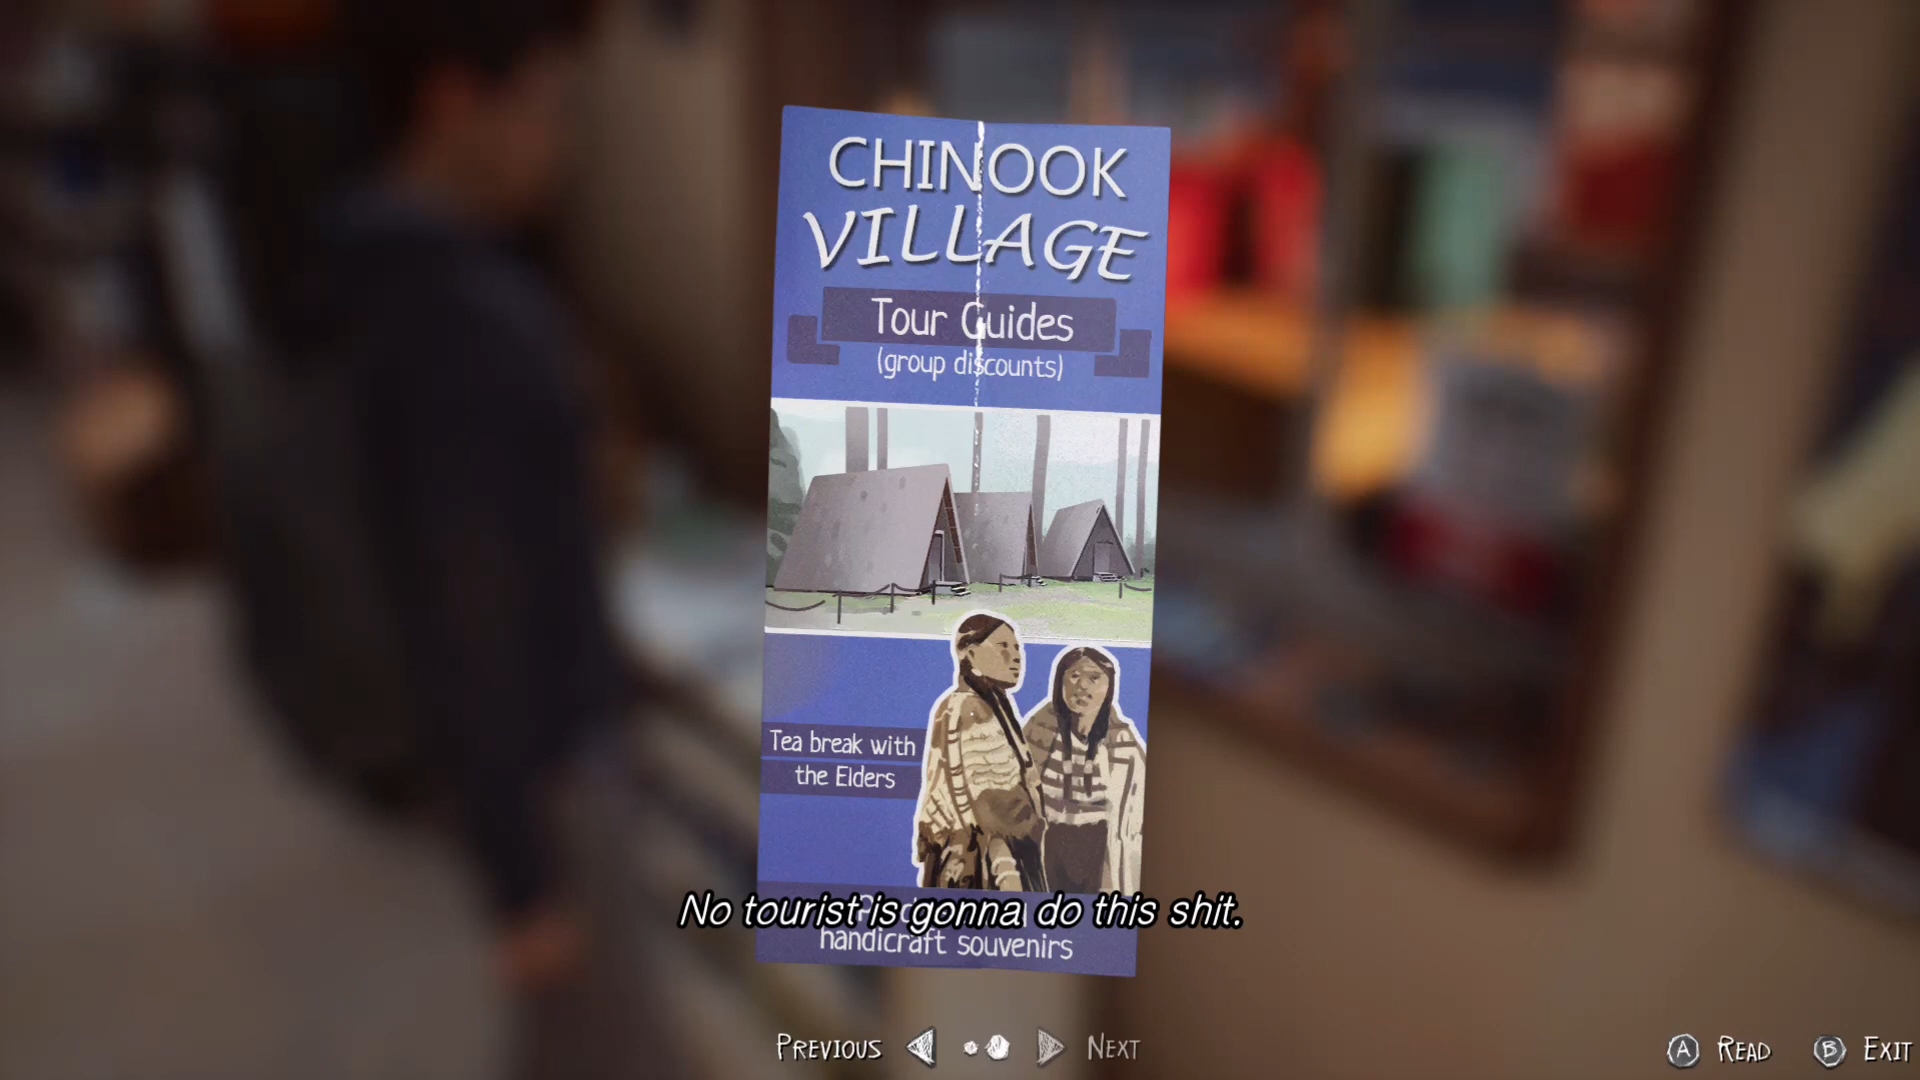 CHINOOK
VILLAGE
Tour Guides
(group discounts)
Tea break with
the Elders
No tourist is gonna do this shit.
handicraft souvenirs
PREVIOUS
NEXT
A READ
B EXIT